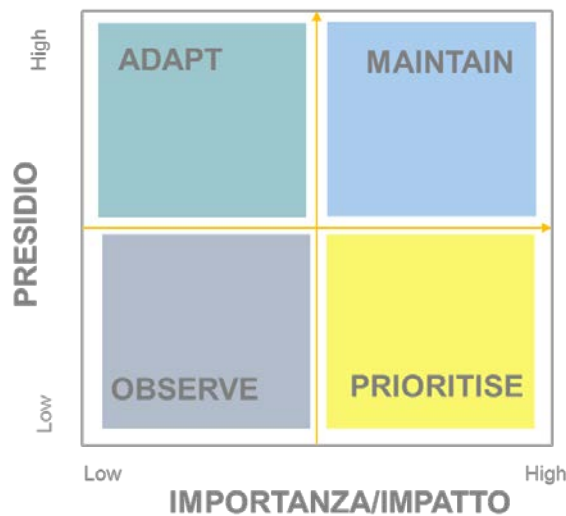 High
ADAPT
MAINTAIN
PRESIDIO
OBSERVE
PRIORITISE
Low
Low
High
IMPORTANZA/IMPATTO